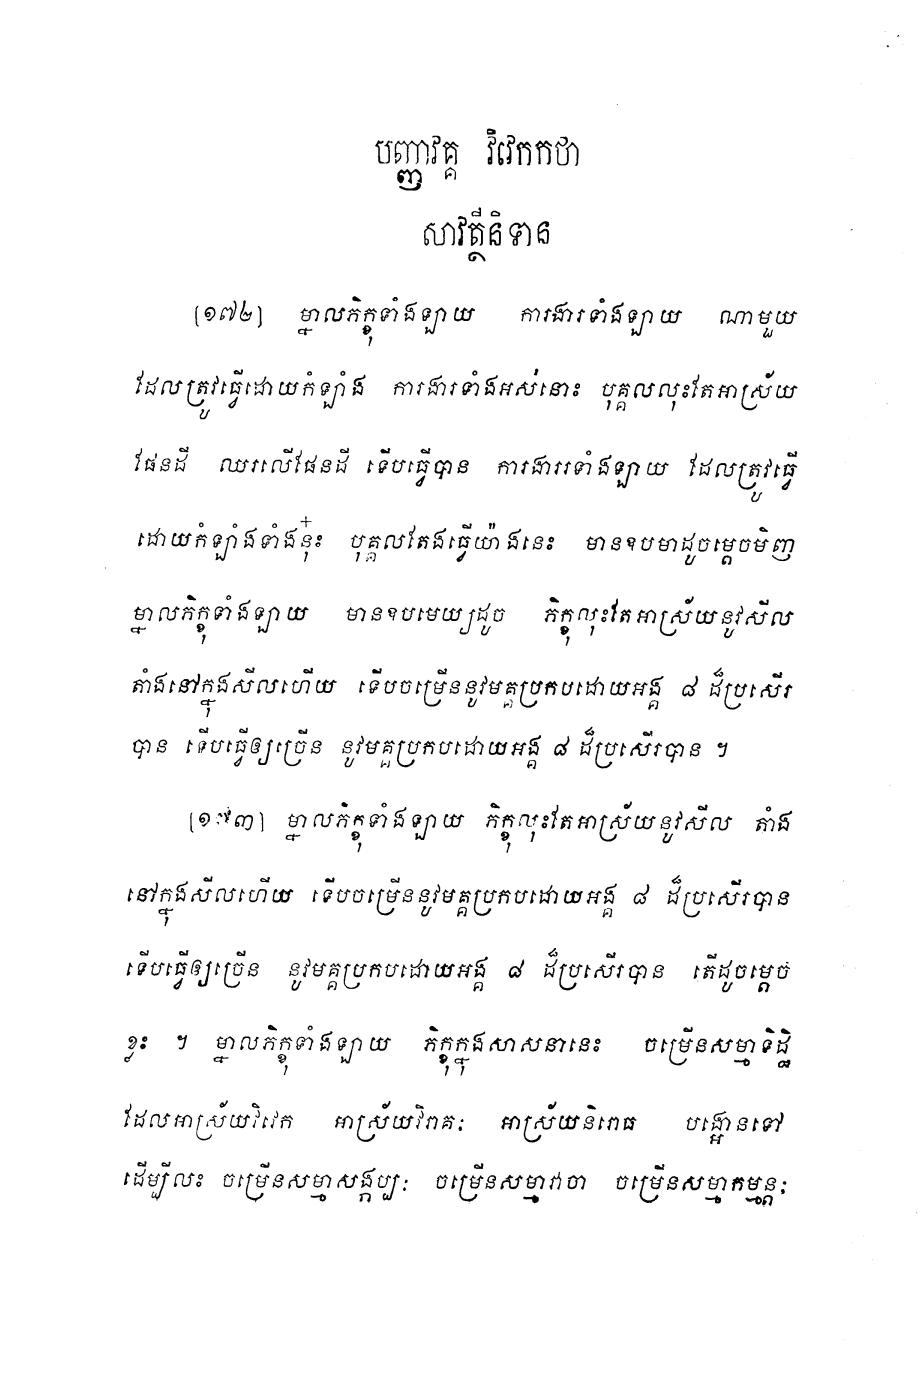 បញ្ញាវគ្គ វិវេកកថា
សាវត្ថីនិទាន
[១៧២] ម្នាលភិក្ខុទាំងឡាយ ការងារទាំងឡាយ ណាមួយ
ដែលត្រូវធ្វើដោយកំឡាំង ការងារទាំងអស់នោះ បុគ្គលលុះតែអាស្រ័យ
ផែនដី ឈរលើផែនដី ទើបធ្វើបាន ការងាររទាំងឡាយ ដែលត្រូវធ្វើ
ដោយកំឡាំងទាំងនុ៎ះ បុគ្គលតែងធ្វើយ៉ាងនេះ មានឧបមាដូចម្តេចមិញ
ម្នាលភិក្ខុទាំងឡាយ មានឧបមេយ្យដូច ភិក្ខុលុះតែអាស្រ័យនូវសីល
តាំងនៅក្នុងសីលហើយ ទើបចម្រើននូវមគ្គប្រកបដោយអង្គ ៨ ដ៏ប្រសើរ
បាន ទើបធ្វើឲ្យច្រើន នូវមគ្គប្រកបដោយអង្គ ៨ ដ៏ប្រសើរបាន ។
[១៧៣] ម្នាលភិក្ខុទាំងឡាយ ភិក្ខុលុះតែអាស្រ័យនូវសីល តាំង
នៅក្នុងសីលហើយ ទើបចម្រើននូវមគ្គប្រកបដោយអង្គ ៨ ដ៏ប្រសើរបាន
ទើបធ្វើឲ្យច្រើន នូវមគ្គប្រកបដោយអង្គ ៨ ដ៏ប្រសើរបាន តើដូចម្តេច
ខ្លះ ។ ម្នាលភិក្ខុទាំងឡាយ ភិក្ខុក្នុងសាសនានេះ ចម្រើនសម្មាទិដ្ឋិ
ដែលអាស្រ័យវិវេក អាស្រ័យវិរាគៈ អាស្រ័យនិរោធ បង្អោនទៅ
ដើម្បីលះ ចម្រើនសម្មាសង្កប្បៈ ចម្រើនសម្មាវាចា ចម្រើនសម្មាកម្មន្តៈ